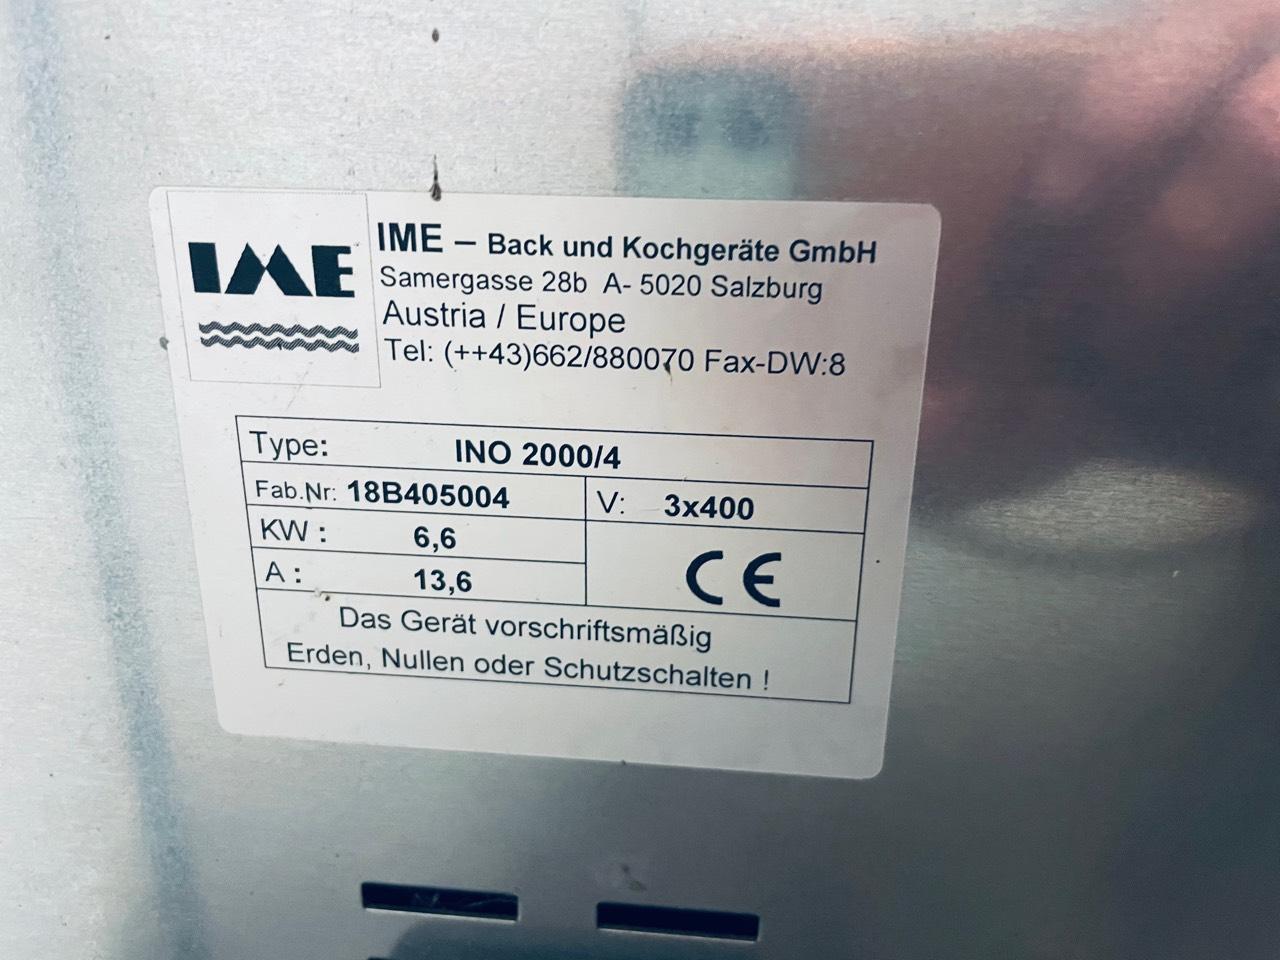 IME
IME – Back und Kochgeräte GmbH
Samergasse 28b A- 5020 Salzburg
Austria / Europe
Tel: (++43)662/880070 Fax-DW:8
Type: INO 2000/4
Fab.Nr: 18B405004 V: 3x400
KW : 6,6
A : 13,6
CE
Das Gerät vorschriftsmäßig
Erden, Nullen oder Schutzschalten !